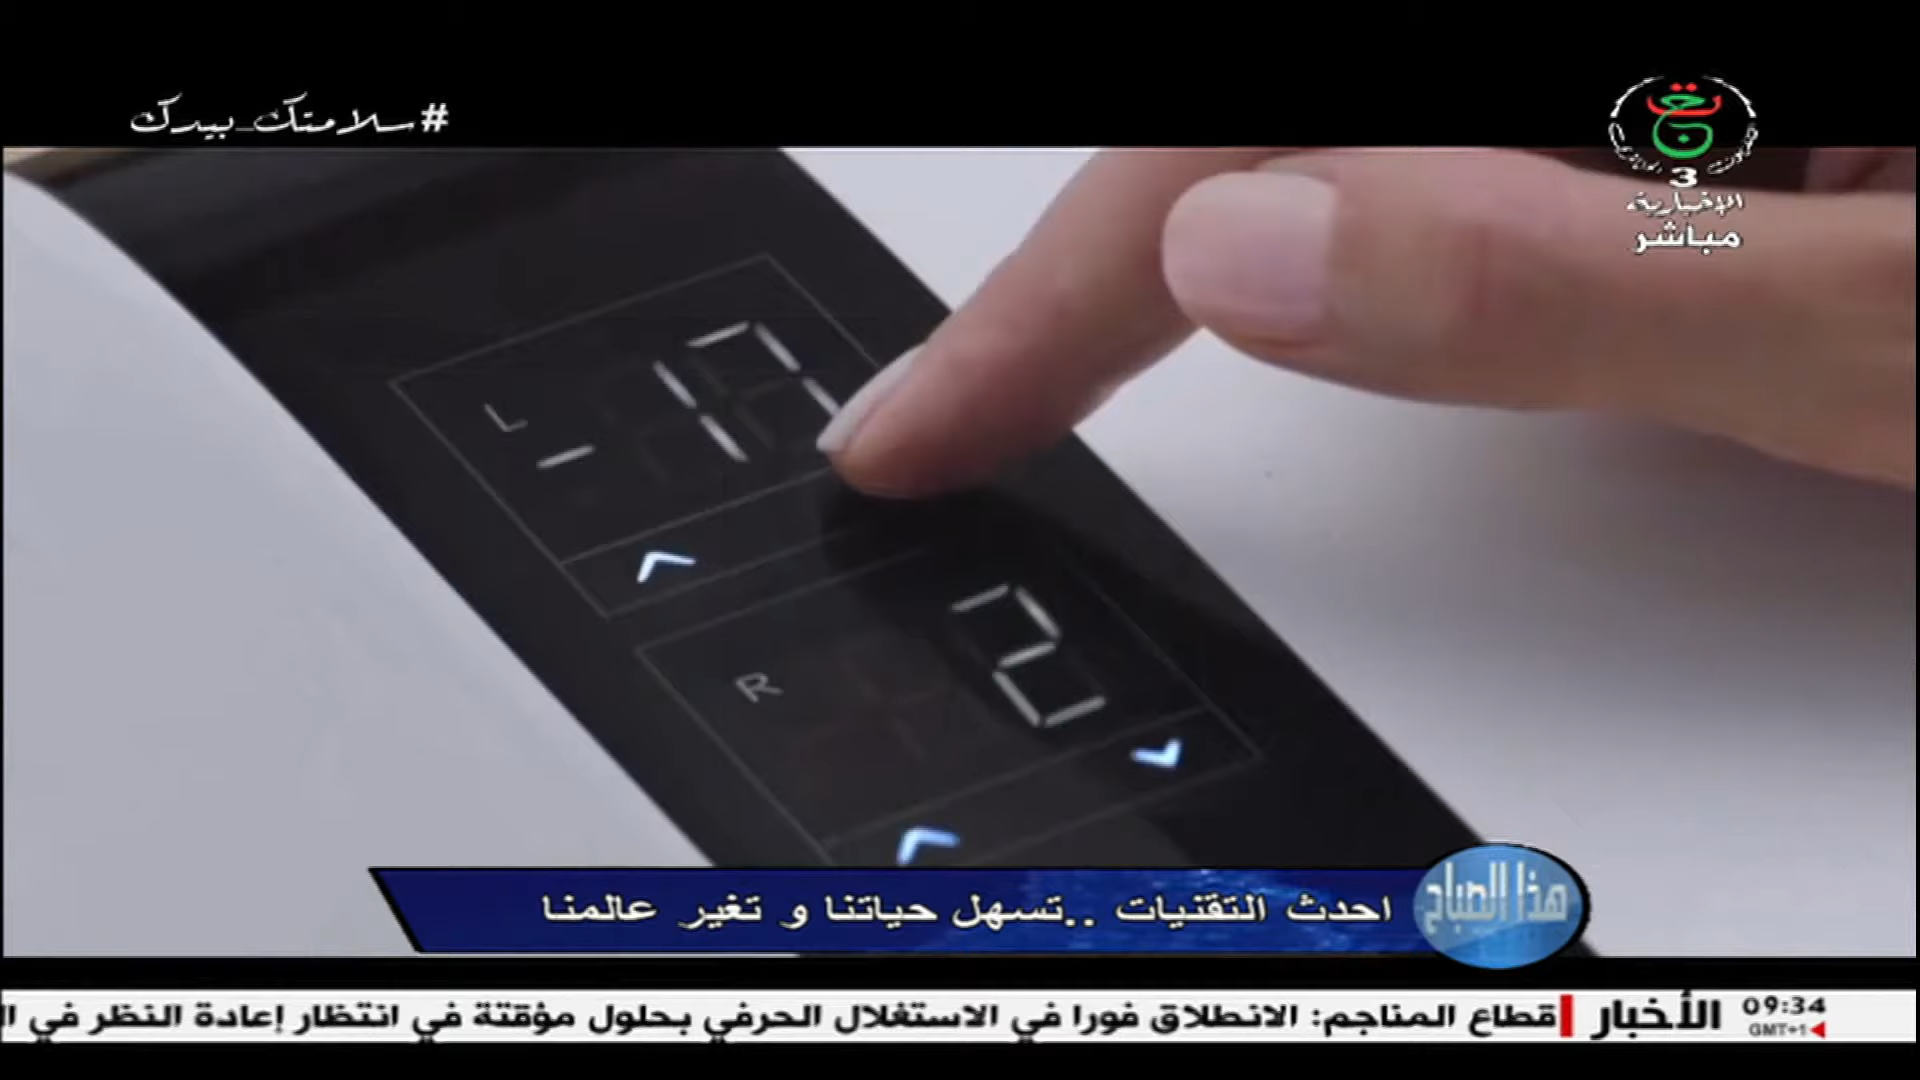 #سلامتك_بيدك
3
الإخبارية
مباشر
L
R
2
هذا الصباح
احدث التقنيات ..تسهل حياتنا و تغير عالمنا
09:34
GMT+1
الأخبار
قطاع المناجم: الانطلاق فورا في الاستغلال الحرفي بحلول مؤقتة في انتظار إعادة النظر في